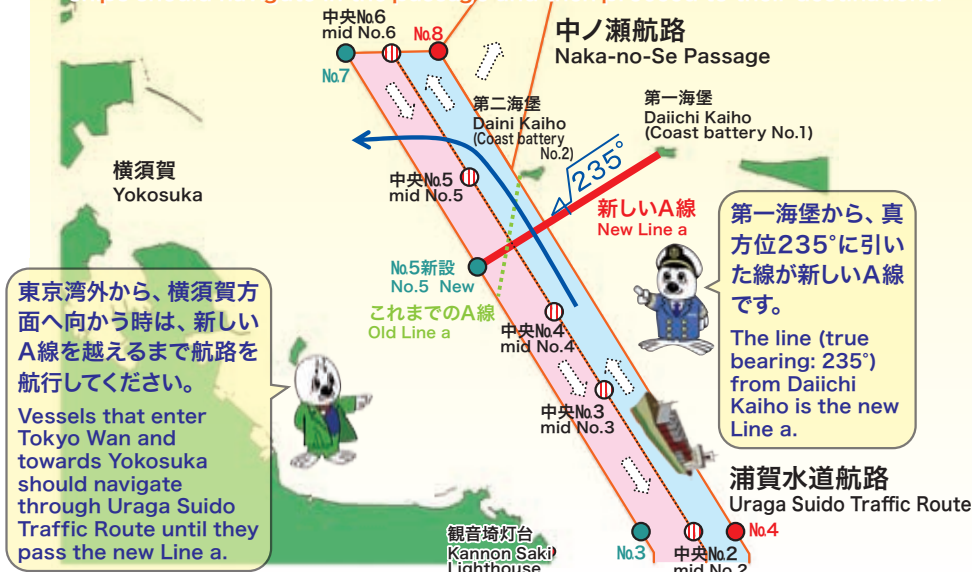 中央No.6
mid No.6
No.8
No.7
中ノ瀬航路
Naka-no-Se Passage
第二海堡
Daini Kaiho
(Coast battery
No.2)
第一海堡
Daiichi Kaiho
(Coast battery No.1)
235°
横須賀
Yokosuka
中央No.5
mid No.5
新しいA線
New Line a
No.5新設
No.5 New
これまでのA線
Old Line a
第一海堡から、真
方位235°に引い
た線が新しいA線
です。
The line (true
bearing: 235°)
from Daiichi
Kaiho is the new
Line a.
東京湾外から、横須賀方
面へ向かう時は、新しい
A線を越えるまで航路を
航行してください。
Vessels that enter
Tokyo Wan and
towards Yokosuka
should navigate
through Uraga Suido
Traffic Route until they
pass the new Line a.
中央No.4
mid No.4
中央No.3
mid No.3
浦賀水道航路
Uraga Suido Traffic Route
観音埼灯台
Kannon Saki
Lighthouse
No.3
中央No.2
mid No.2
No.4